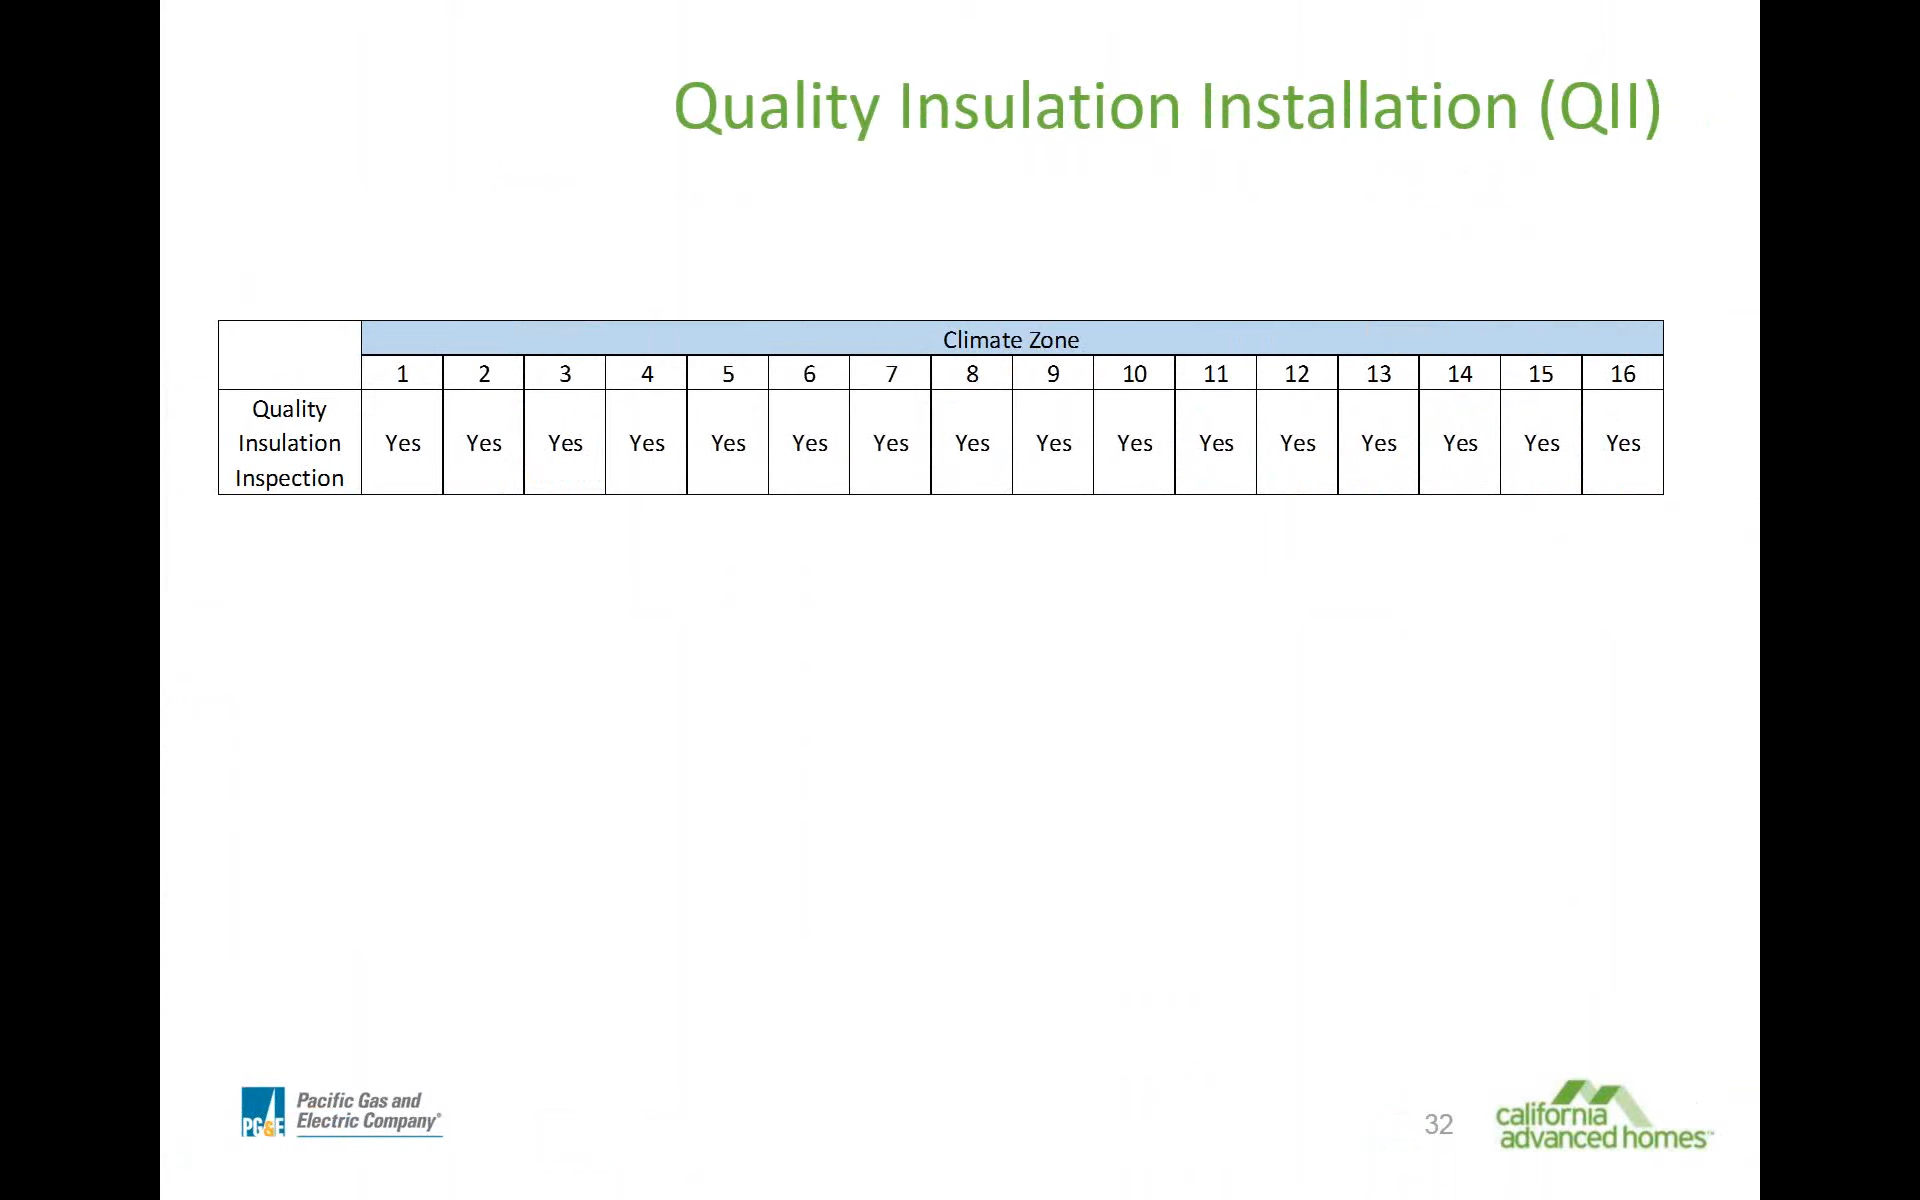 Quality Insulation Installation (QII)
Climate Zone
1 2 3 4 5 6 7 8 9 10 11 12 13 14 15 16
Quality
Insulation
Inspection
Yes Yes Yes Yes Yes Yes Yes Yes Yes Yes Yes Yes Yes Yes Yes Yes
PG&E
Pacific Gas and
Electric Company®
32
california
advanced homes™